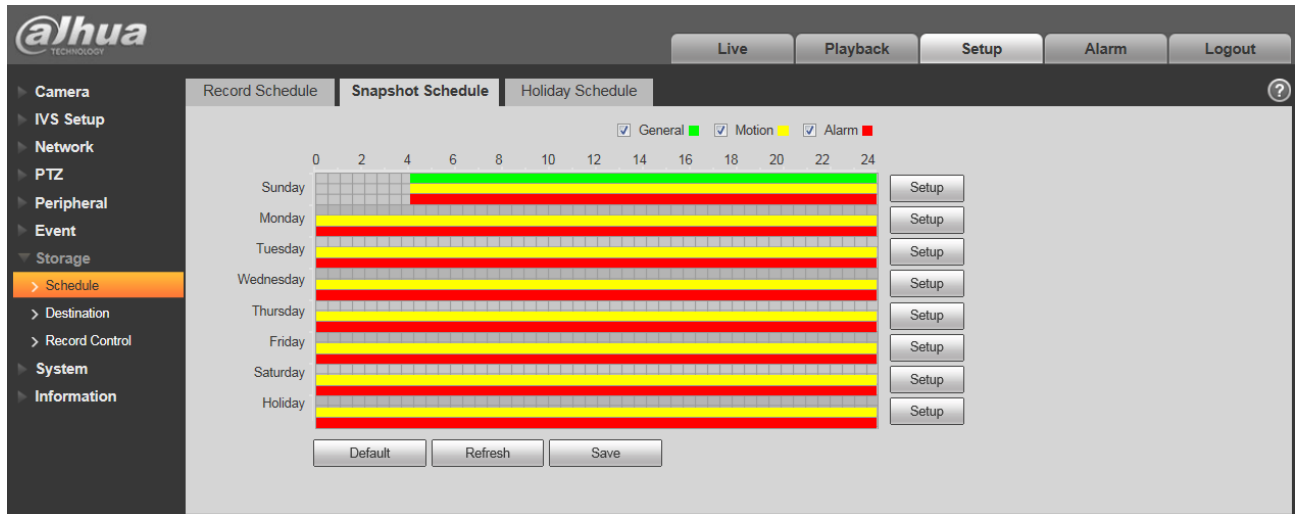 alhua
TECHNOLOGY
Live Playback Setup Alarm Logout
Record Schedule Snapshot Schedule Holiday Schedule ?
Camera
IVS Setup
Network
PTZ
Peripheral
Event
Storage
Schedule
Destination
Record Control
System
Information
General Motion Alarm
0 2 4 6 8 10 12 14 16 18 20 22 24
Sunday Setup
Monday Setup
Tuesday Setup
Wednesday Setup
Thursday Setup
Friday Setup
Saturday Setup
Holiday Setup
Default Refresh Save